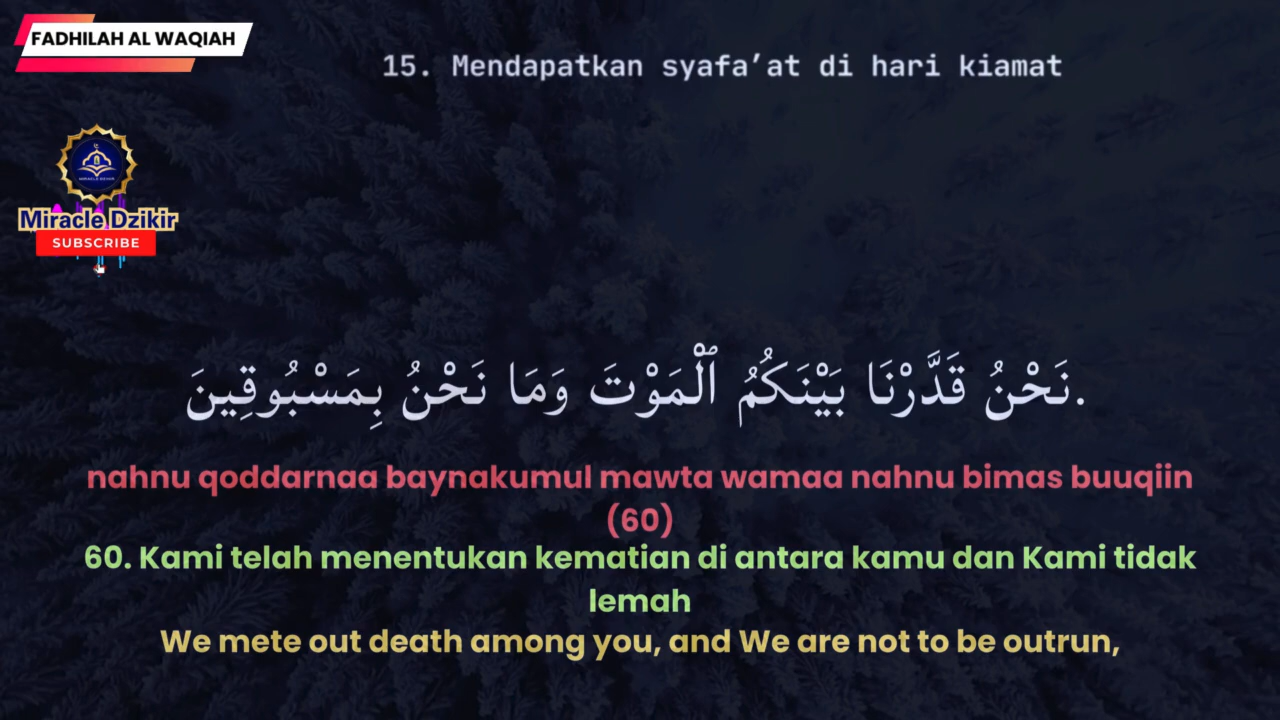 FADHILAH AL WAQIAH
15. Mendapatkan syafa’at di hari kiamat
Miracle Dzikir
SUBSCRIBE
نَحْنُ قَدَّرْنَا بَيْنَكُمُ ٱلْمَوْتَ وَمَا نَحْنُ بِمَسْبُوقِينَ.
nahnu qoddarnaa baynakumul mawta wamaa nahnu bimas buuqiin
(60)
60. Kami telah menentukan kematian di antara kamu dan Kami tidak
lemah
We mete out death among you, and We are not to be outrun,